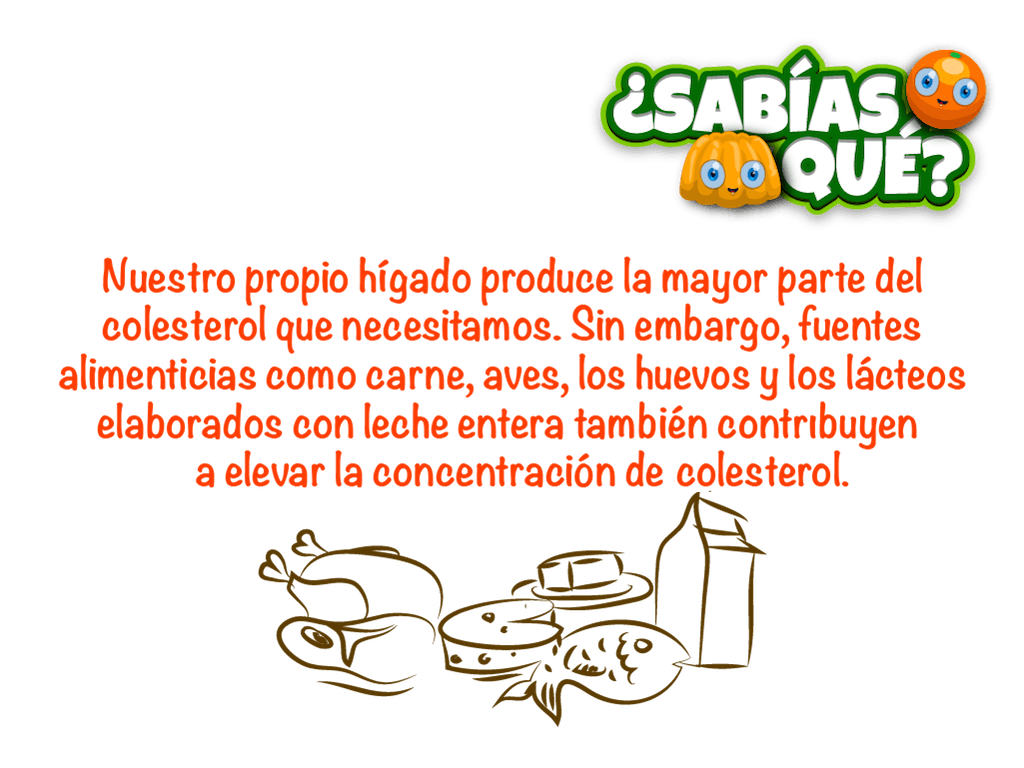 ¿SABÍAS
QUÉ?
Nuestro propio hígado produce la mayor parte del
colesterol que necesitamos. Sin embargo, fuentes
alimenticias como carne, aves, los huevos y los lácteos
elaborados con leche entera también contribuyen
a elevar la concentración de colesterol.